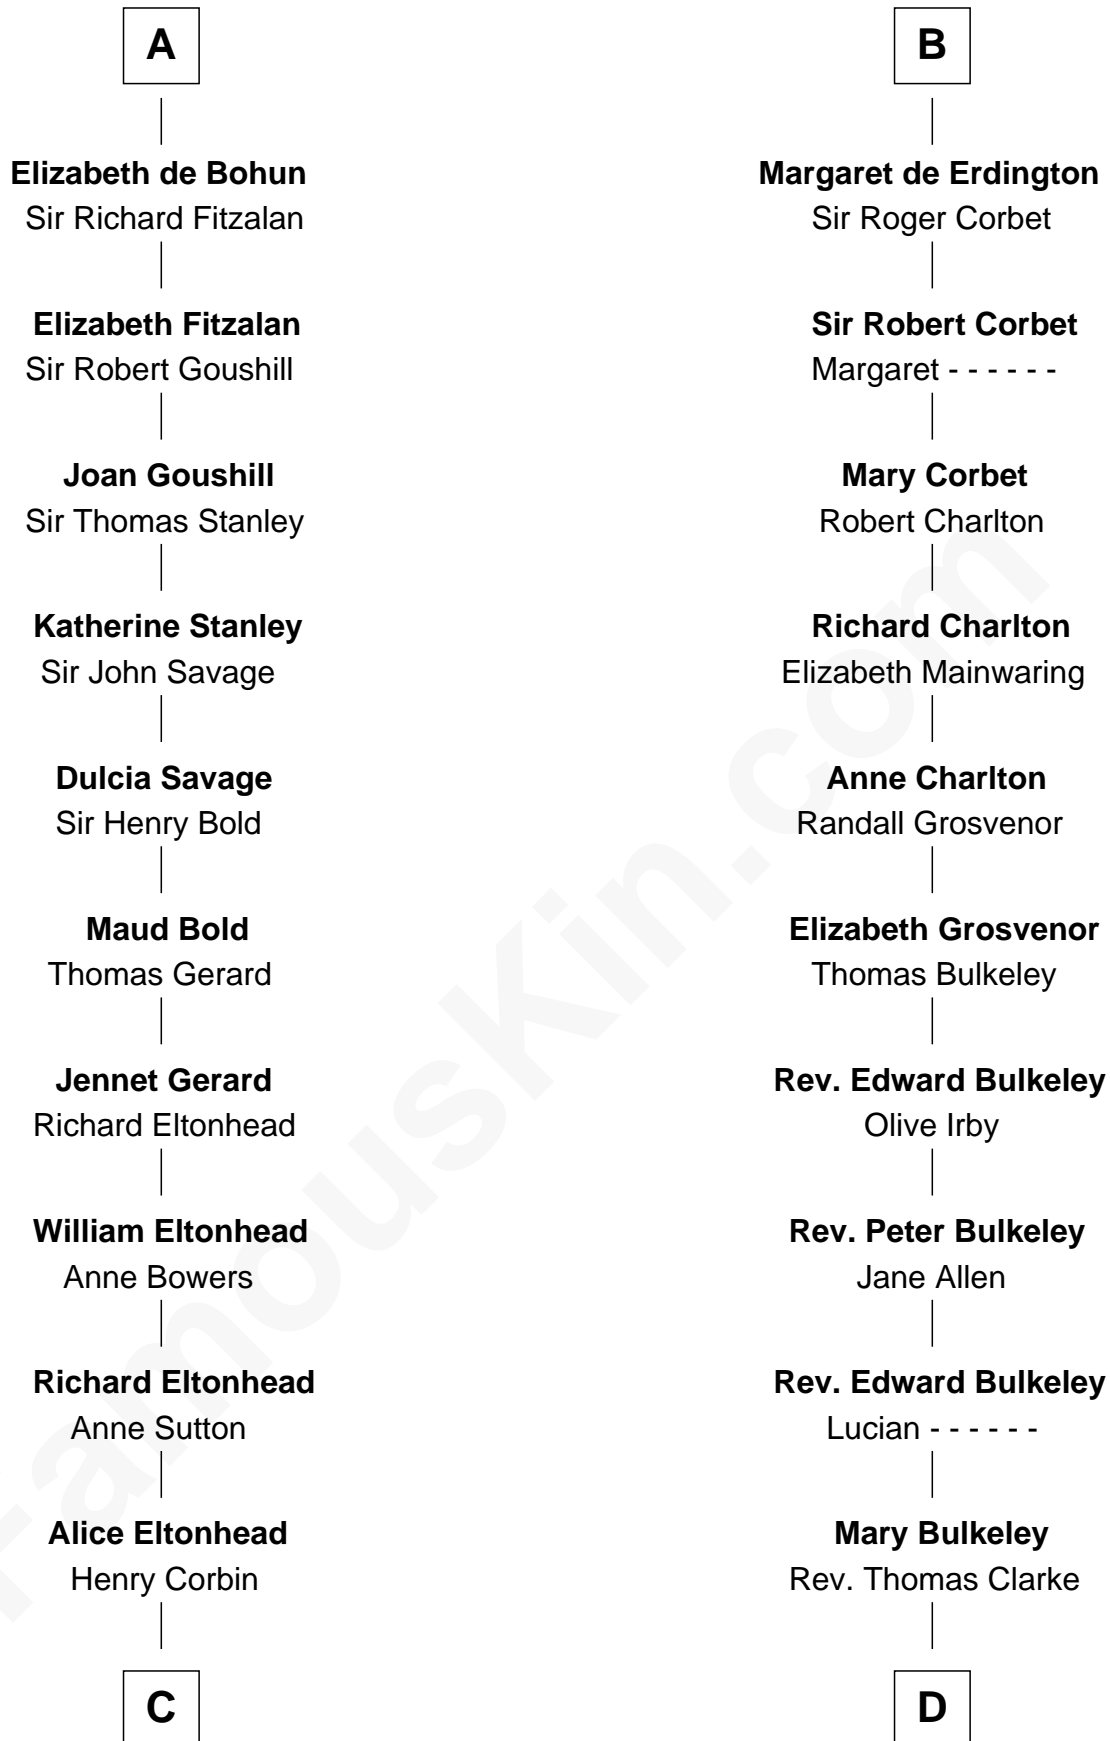 A
Elizabeth de Bohun
Sir Richard Fitzalan
Elizabeth Fitzalan
Sir Robert Goushill
Joan Goushill
Sir Thomas Stanley
Katherine Stanley
Sir John Savage
Dulcia Savage
Sir Henry Bold
Maud Bold
Thomas Gerard
Jennet Gerard
Richard Eltonhead
William Eltonhead
Anne Bowers
Richard Eltonhead
Anne Sutton
Alice Eltonhead
Henry Corbin
C
B
Margaret de Erdington
Sir Roger Corbet
Sir Robert Corbet
Margaret - - - - - -
Mary Corbet
Robert Charlton
Richard Charlton
Elizabeth Mainwaring
Anne Charlton
Randall Grosvenor
Elizabeth Grosvenor
Thomas Bulkeley
Rev. Edward Bulkeley
Olive Irby
Rev. Peter Bulkeley
Jane Allen
Rev. Edward Bulkeley
Lucian - - - - - -
Mary Bulkeley
Rev. Thomas Clarke
D
FamousKin.com